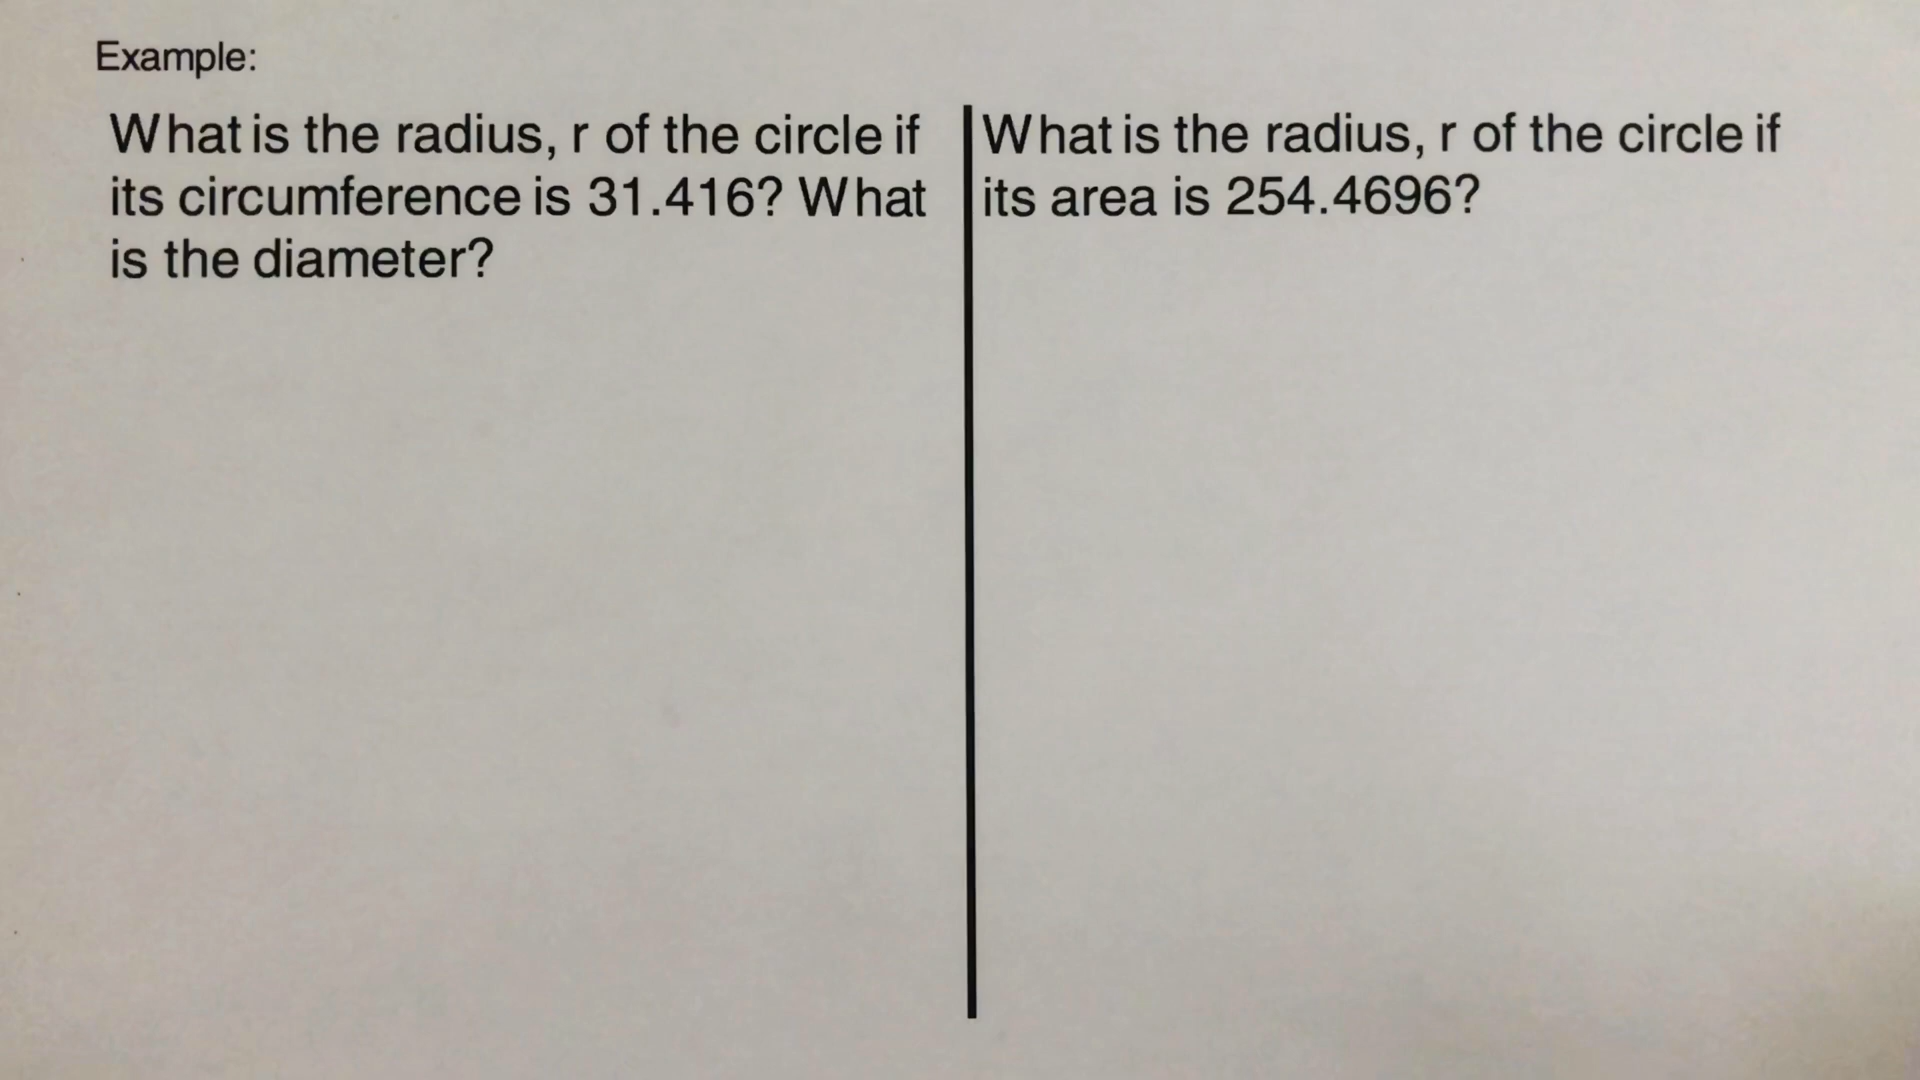 Example:
What is the radius, r of the circle if
its circumference is 31.416? What
is the diameter?
What is the radius, r of the circle if
its area is 254.4696?